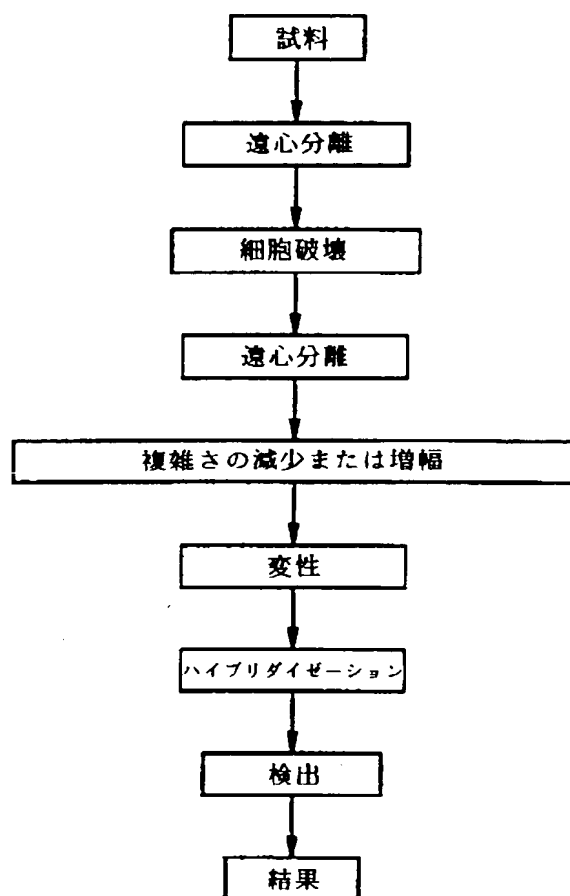 試料
遠心分離
細胞破壊
遠心分離
複雑さの減少または増幅
変性
ハイブリダイゼーション
検出
結果